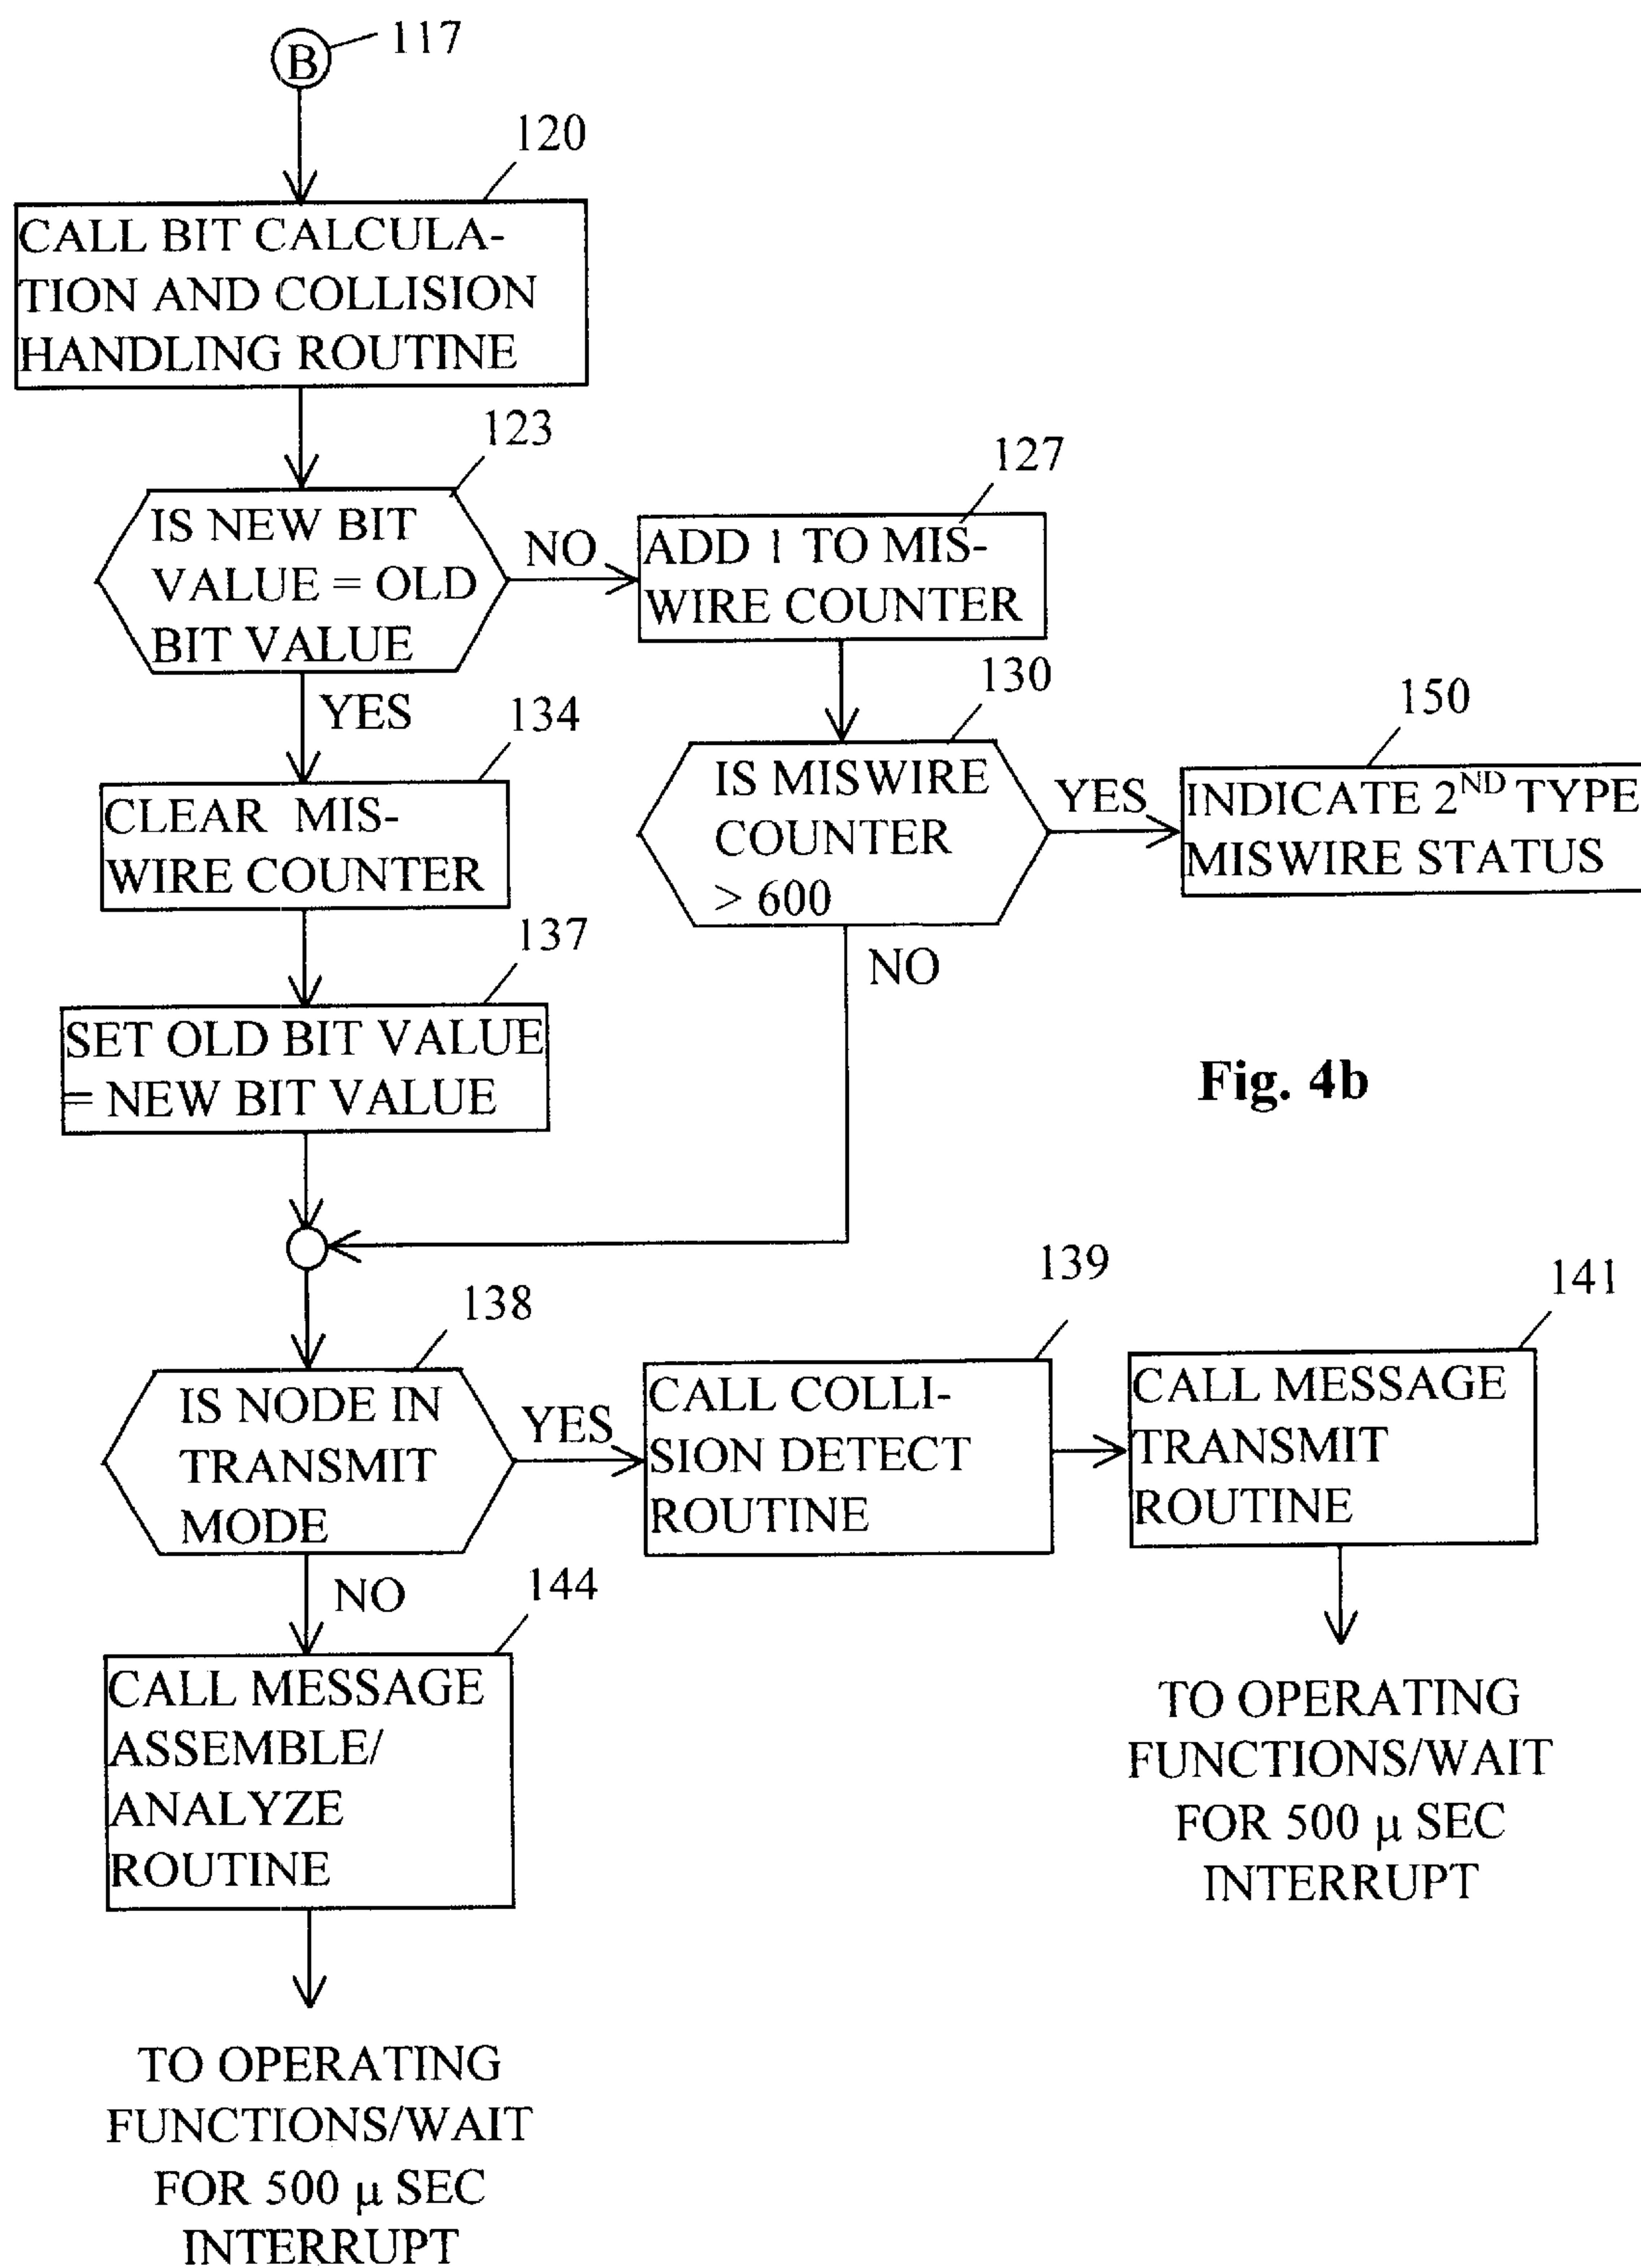 B
117
120
CALL BIT CALCULA-
TION AND COLLISION
HANDLING ROUTINE
123
IS NEW BIT
VALUE = OLD
BIT VALUE
NO
127
ADD 1 TO MIS-
WIRE COUNTER
YES
134
CLEAR MIS-
WIRE COUNTER
130
IS MISWIRE
COUNTER
> 600
YES
150
INDICATE 2ND TYPE
MISWIRE STATUS
NO
137
SET OLD BIT VALUE
= NEW BIT VALUE
Fig. 4b
138
IS NODE IN
TRANSMIT
MODE
YES
139
CALL COLLI-
SION DETECT
ROUTINE
141
CALL MESSAGE
TRANSMIT
ROUTINE
NO
144
CALL MESSAGE
ASSEMBLE/
ANALYZE
ROUTINE
TO OPERATING
FUNCTIONS/WAIT
FOR 500 μ SEC
INTERRUPT
TO OPERATING
FUNCTIONS/WAIT
FOR 500 μ SEC
INTERRUPT